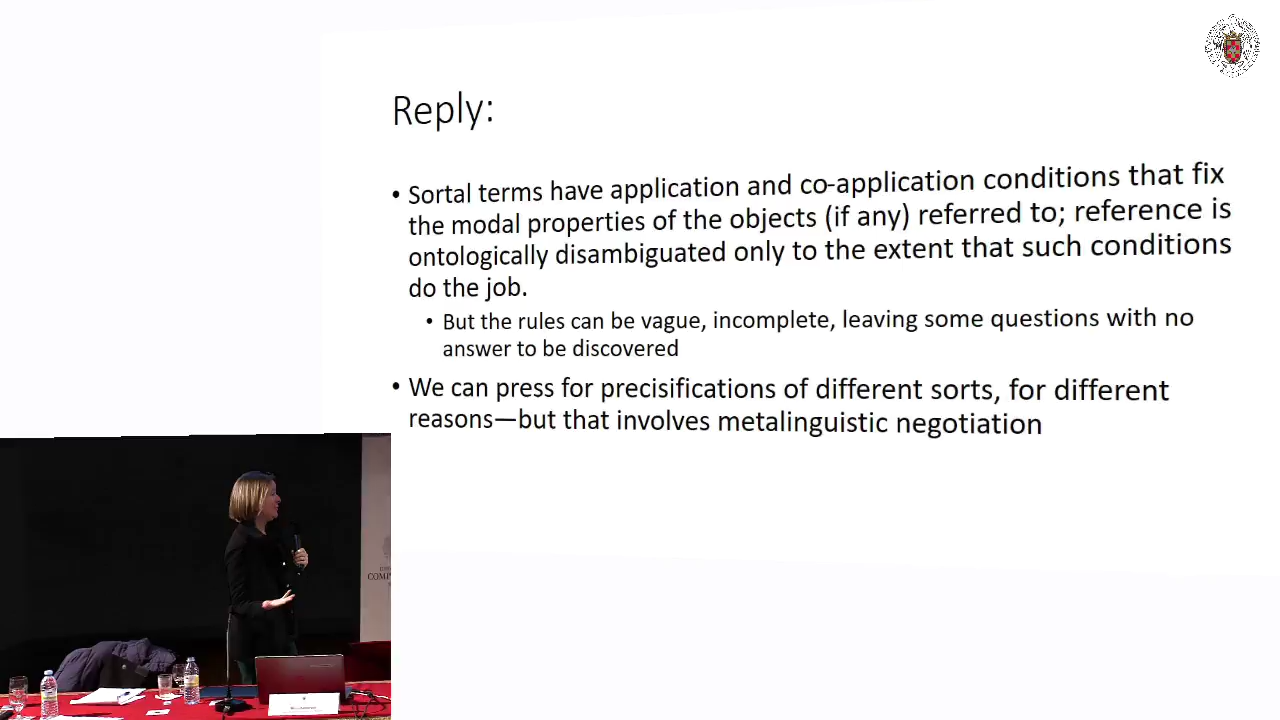 Reply:
• Sortal terms have application and co-application conditions that fix
the modal properties of the objects (if any) referred to; reference is
ontologically disambiguated only to the extent that such conditions
do the job.
• But the rules can be vague, incomplete, leaving some questions with no
answer to be discovered
• We can press for precisifications of different sorts, for different
reasons—but that involves metalinguistic negotiation